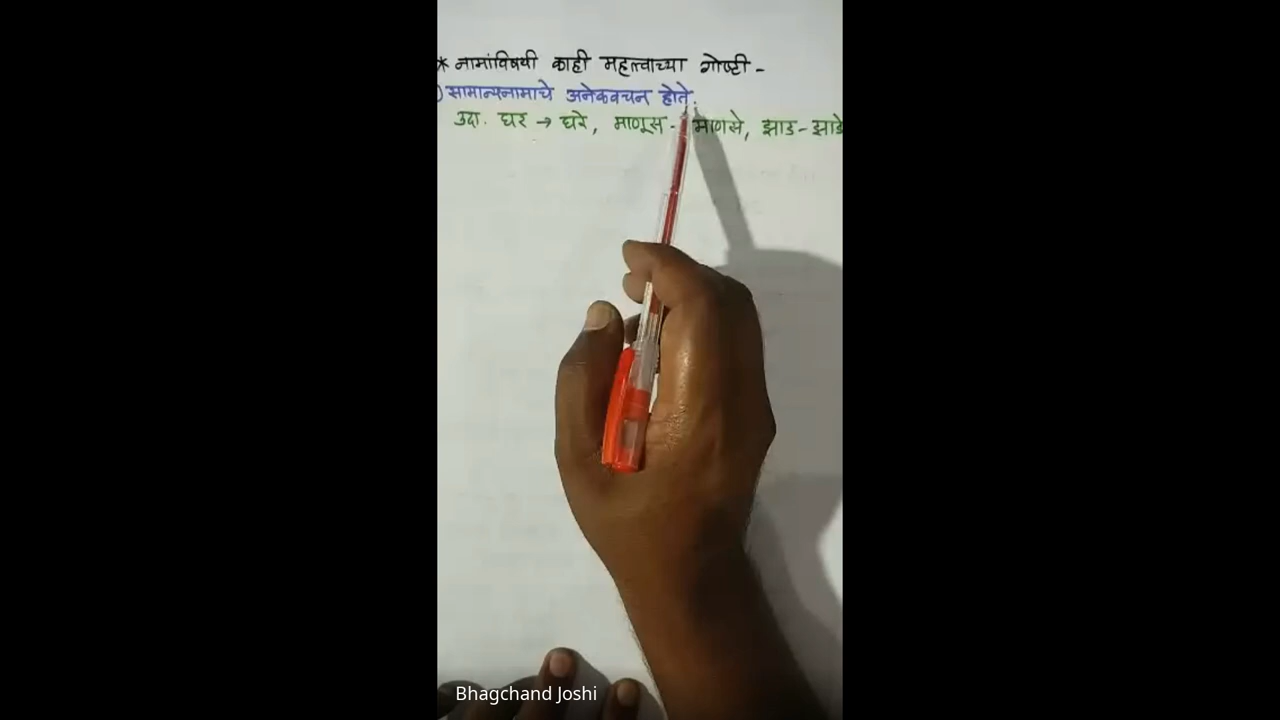 * नामांविषयी काही महत्त्वाच्या गोष्टी -
) सामान्यनामाचे अनेकवचन होते.
उदा. घर → घरे, माणूस - माणसे, झाड - झाडे
Bhagchand Joshi